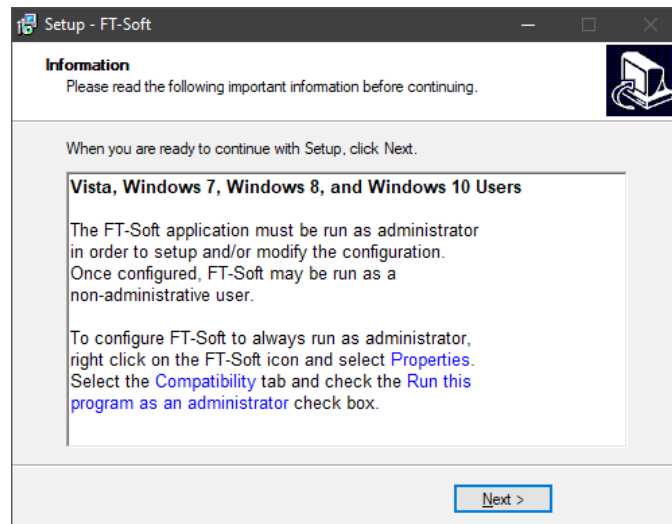 Setup - FT-Soft
Information
Please read the following important information before continuing.
When you are ready to continue with Setup, click Next.
Vista, Windows 7, Windows 8, and Windows 10 Users
The FT-Soft application must be run as administrator
in order to setup and/or modify the configuration.
Once configured, FT-Soft may be run as a
non-administrative user.
To configure FT-Soft to always run as administrator,
right click on the FT-Soft icon and select Properties.
Select the Compatibility tab and check the Run this
program as an administrator check box.
Next >